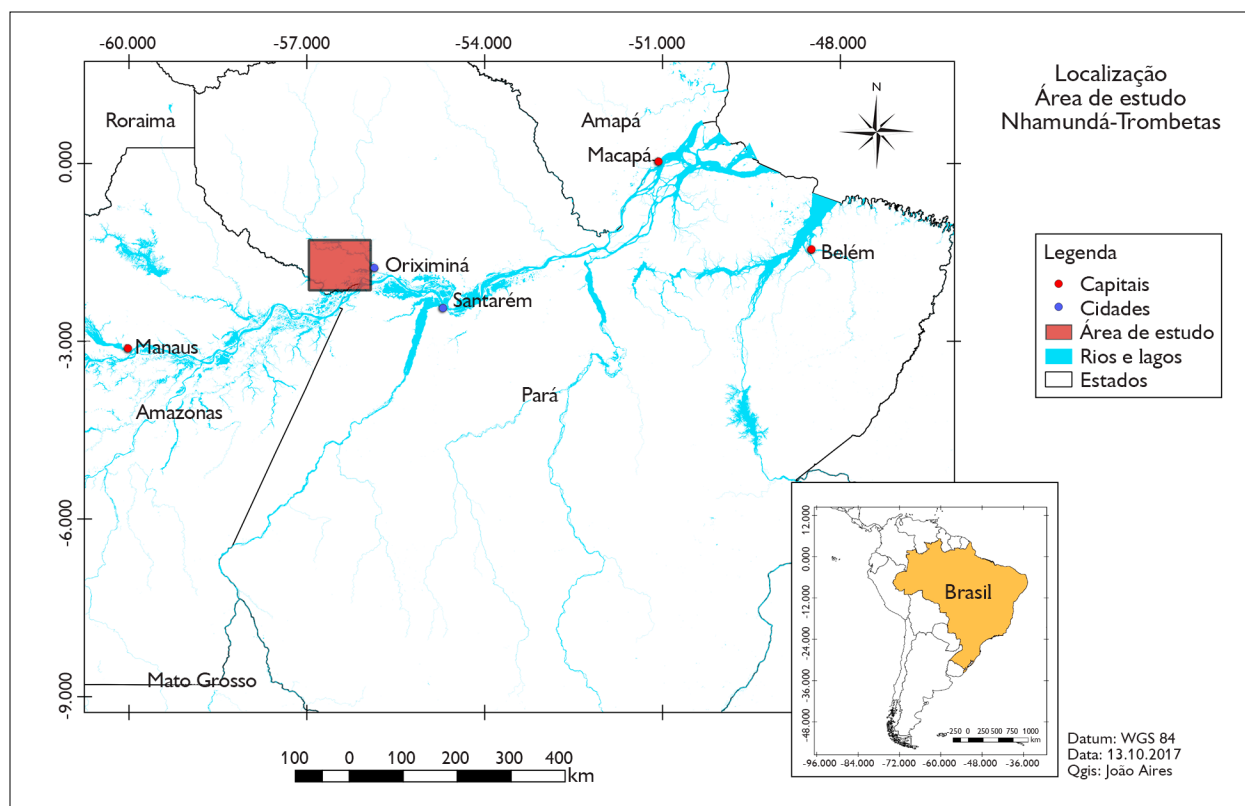 -60.000
-57.000
-54.000
-51.000
-48.000
Localização
Área de estudo
Nhamundá-Trombetas
N
Roraima
Amapá
Macapá
0.000
Belém
Oriximiná
Santarém
Legenda
Capitais
Cidades
Área de estudo
Rios e lagos
Estados
-3.000
Manaus
Amazonas
Pará
-6.000
Mato Grosso
-9.000
100 0 100 200 300 400
km
12.000
0.000
-12.000
-24.000
-36.000
-48.000
Brasil
-250 0 250 500 750 1000
km
-96.000 -84.000 -72.000 -60.000 -48.000 -36.000
Datum: WGS 84
Data: 13.10.2017
Qgis: João Aires